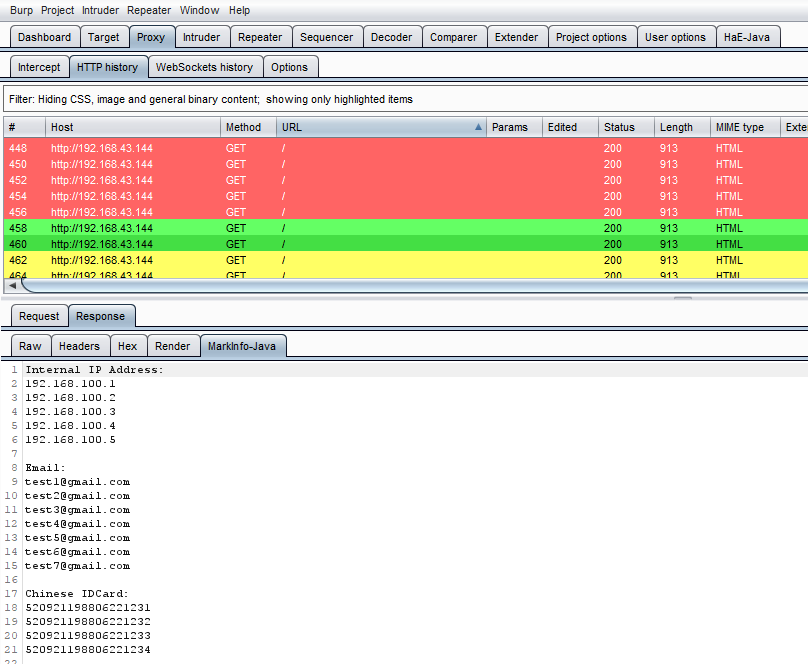 Burp Project Intruder Repeater Window Help
Dashboard Target Proxy Intruder Repeater Sequencer Decoder Comparer Extender Project options User options HaE-Java
Intercept HTTP history WebSockets history Options
Filter: Hiding CSS, image and general binary content; showing only highlighted items
# Host Method URL Params Edited Status Length MIME type Exte
448 http://192.168.43.144 GET / 200 913 HTML
450 http://192.168.43.144 GET / 200 913 HTML
452 http://192.168.43.144 GET / 200 913 HTML
454 http://192.168.43.144 GET / 200 913 HTML
456 http://192.168.43.144 GET / 200 913 HTML
458 http://192.168.43.144 GET / 200 913 HTML
460 http://192.168.43.144 GET / 200 913 HTML
462 http://192.168.43.144 GET / 200 913 HTML
464 http://192.168.43.144 GET / 200 913 HTML
Request Response
Raw Headers Hex Render MarkInfo-Java
1 Internal IP Address:
2 192.168.100.1
3 192.168.100.2
4 192.168.100.3
5 192.168.100.4
6 192.168.100.5
7
8 Email:
9 test1@gmail.com
10 test2@gmail.com
11 test3@gmail.com
12 test4@gmail.com
13 test5@gmail.com
14 test6@gmail.com
15 test7@gmail.com
16
17 Chinese IDCard:
18 520921198806221231
19 520921198806221232
20 520921198806221233
21 520921198806221234
22